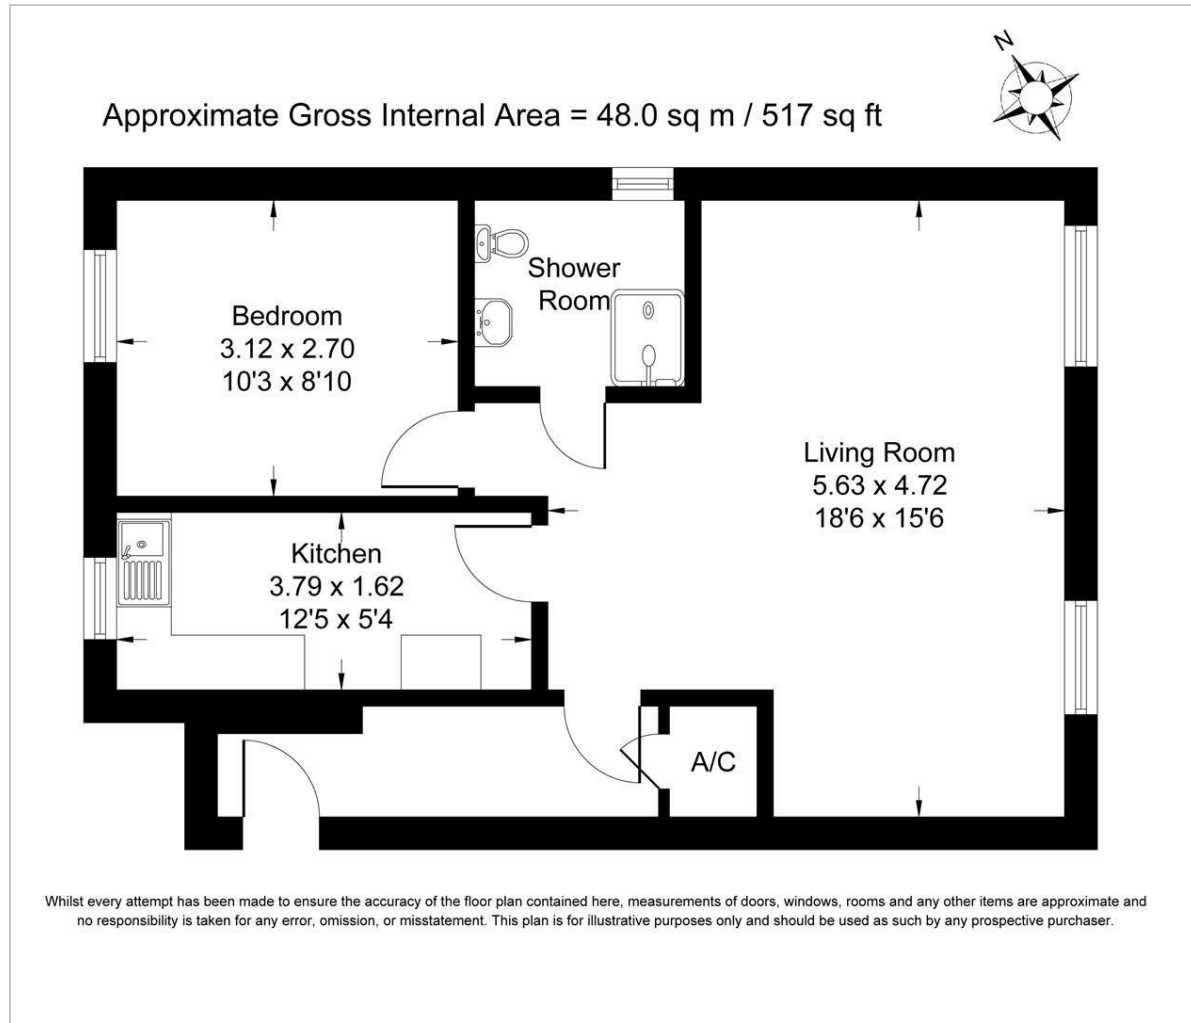 N
Approximate Gross Internal Area = 48.0 sq m / 517 sq ft
Shower
Room
Bedroom
3.12 x 2.70
10'3 x 8'10
Living Room
5.63 x 4.72
18'6 x 15'6
Kitchen
3.79 x 1.62
12'5 x 5'4
A/C
Whilst every attempt has been made to ensure the accuracy of the floor plan contained here, measurements of doors, windows, rooms and any other items are approximate and
no responsibility is taken for any error, omission, or misstatement. This plan is for illustrative purposes only and should be used as such by any prospective purchaser.